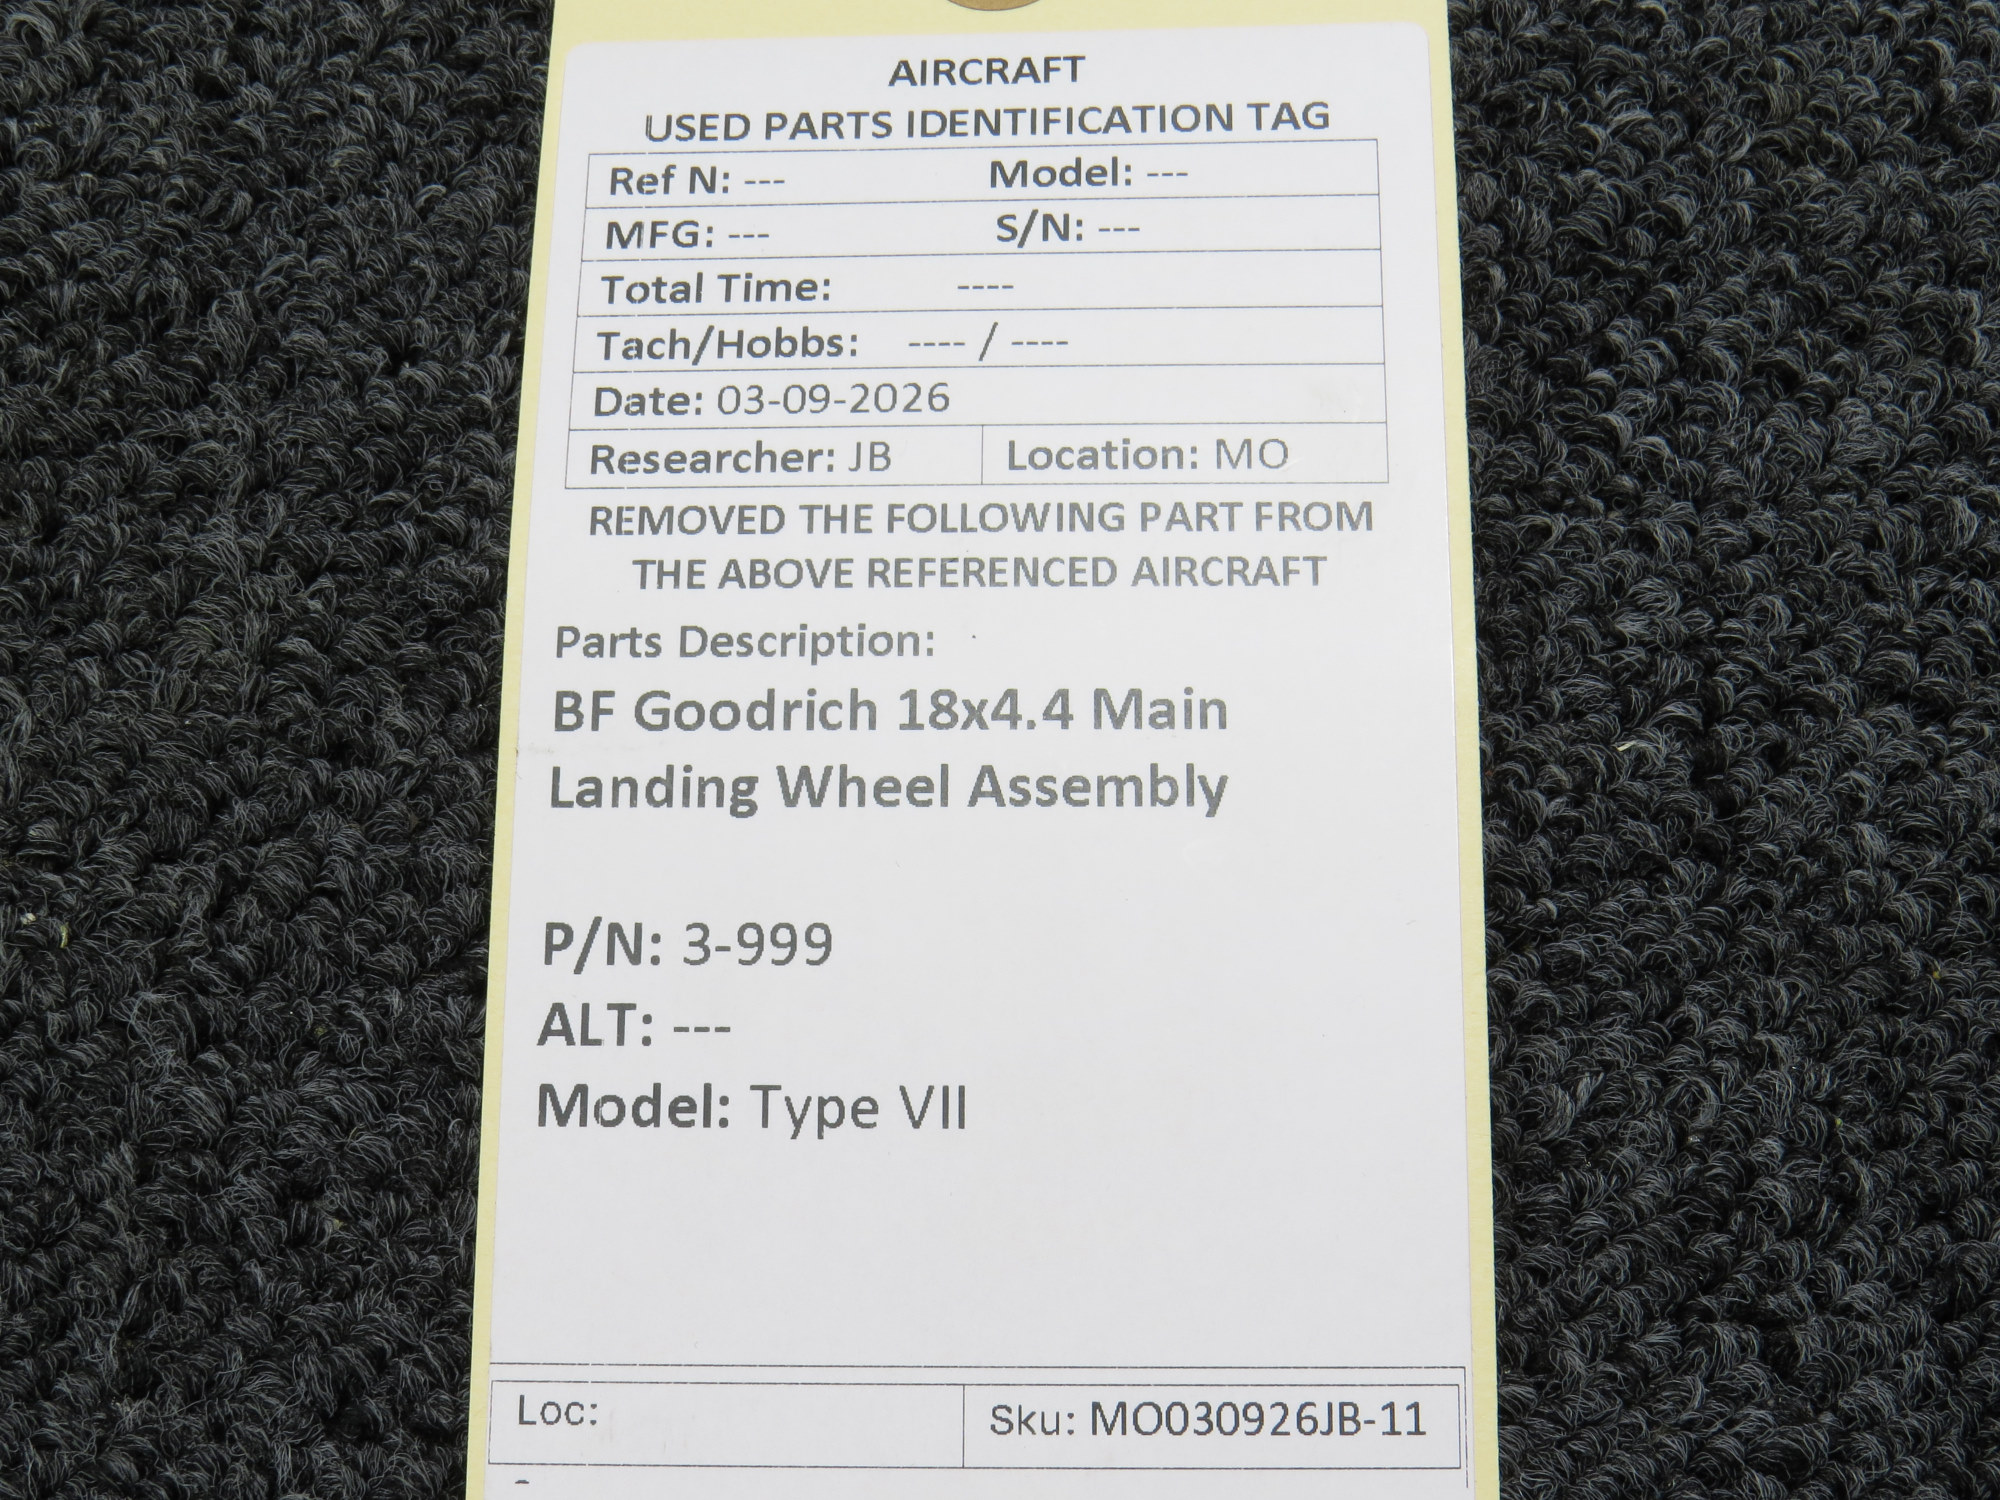 AIRCRAFT
USED PARTS IDENTIFICATION TAG
Ref N: --- Model: ---
MFG: --- S/N: ---
Total Time: ----
Tach/Hobbs: ---- / ----
Date: 03-09-2026
Researcher: JB Location: MO
REMOVED THE FOLLOWING PART FROM
THE ABOVE REFERENCED AIRCRAFT
Parts Description:
BF Goodrich 18x4.4 Main
Landing Wheel Assembly
P/N: 3-999
ALT: ---
Model: Type VII
Loc: Sku: MO030926JB-11